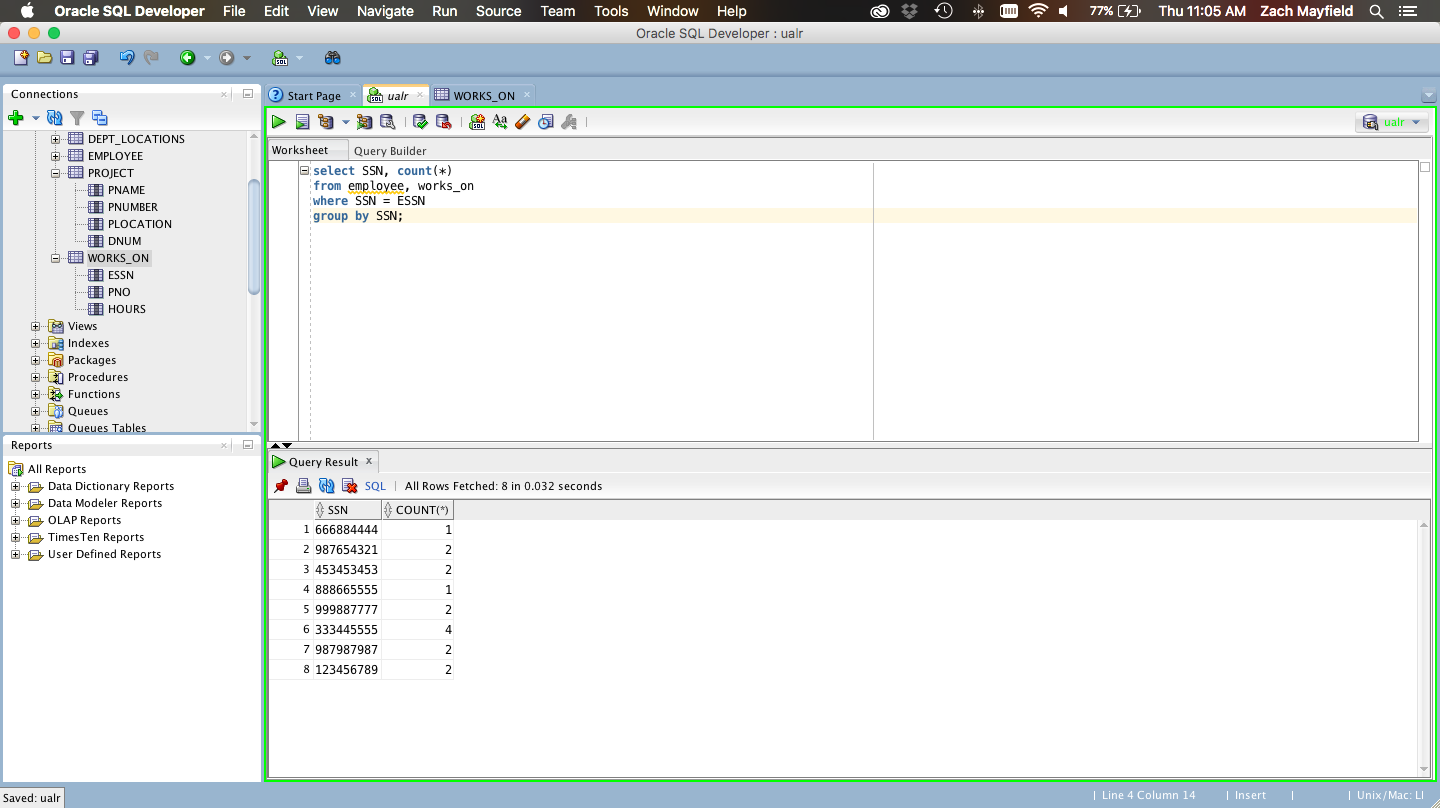 Oracle SQL Developer File Edit View Navigate Run Source Team Tools Window Help 77% Thu 11:05 AM Zach Mayfield
Oracle SQL Developer : ualr
Connections
DEPT_LOCATIONS
EMPLOYEE
PROJECT
PNAME
PNUMBER
PLOCATION
DNUM
WORKS_ON
ESSN
PNO
HOURS
Views
Indexes
Packages
Procedures
Functions
Queues
Queues Tables
Reports
All Reports
Data Dictionary Reports
Data Modeler Reports
OLAP Reports
TimesTen Reports
User Defined Reports
Start Page ualr WORKS_ON
ualr
Worksheet Query Builder
select SSN, count(*)
from employee, works_on
where SSN = ESSN
group by SSN;
Query Result
SQL All Rows Fetched: 8 in 0.032 seconds
SSN COUNT(*)
1 666884444 1
2 987654321 2
3 453453453 2
4 888665555 1
5 999887777 2
6 333445555 4
7 987987987 2
8 123456789 2
Saved: ualr
Line 4 Column 14 Insert Unix/Mac: LI